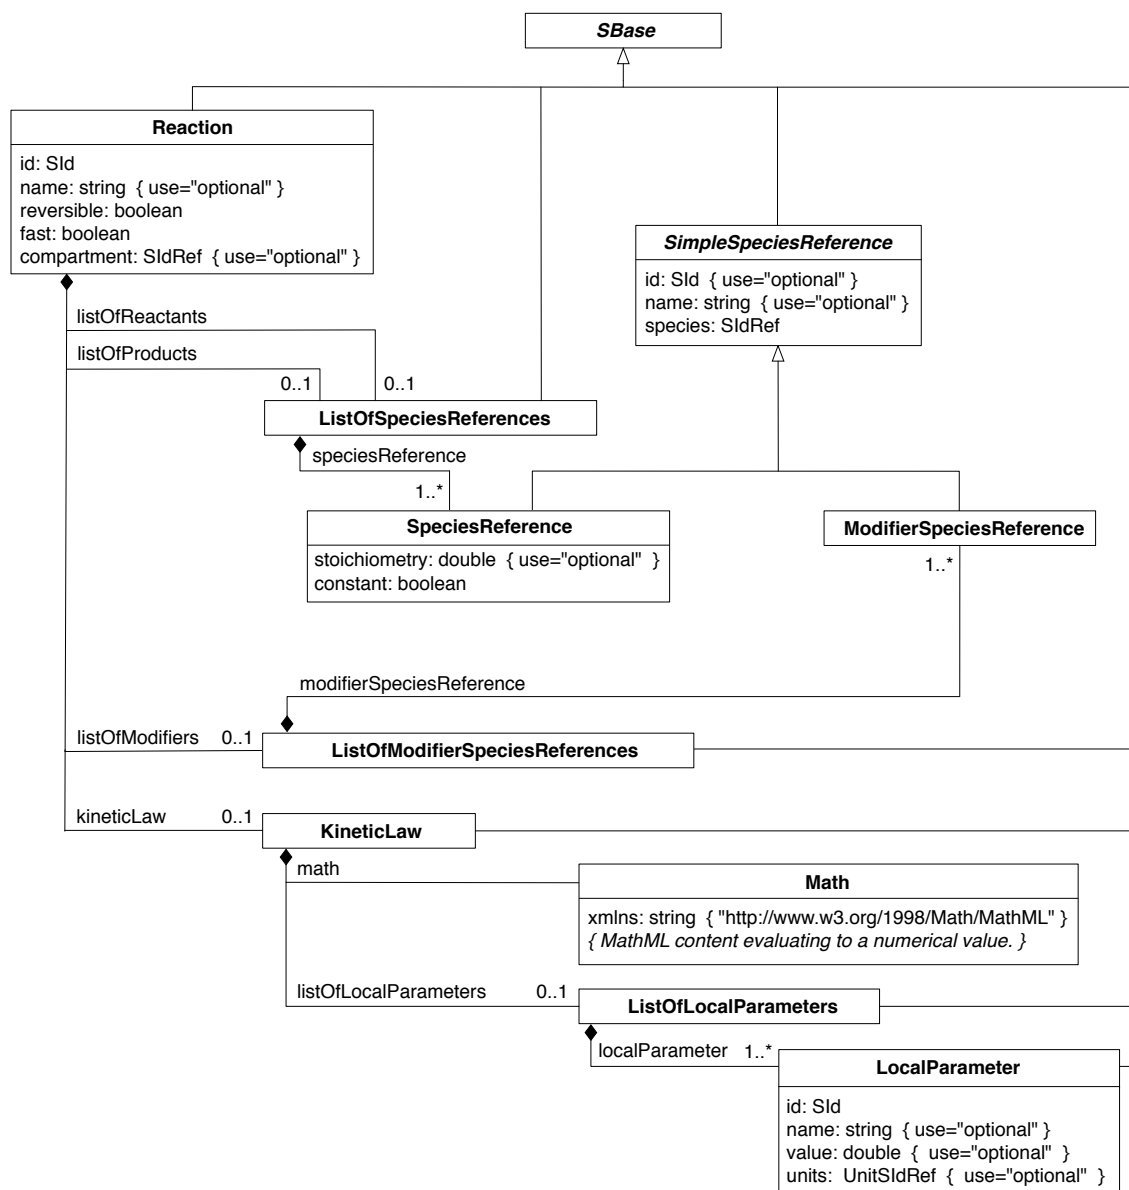 SBase
Reaction
id: SId
name: string { use="optional" }
reversible: boolean
fast: boolean
compartment: SIdRef { use="optional" }
SimpleSpeciesReference
id: SId { use="optional" }
name: string { use="optional" }
species: SIdRef
listOfReactants
listOfProducts
0..1
0..1
ListOfSpeciesReferences
speciesReference
1..*
SpeciesReference
stoichiometry: double { use="optional" }
constant: boolean
ModifierSpeciesReference
1..*
modifierSpeciesReference
listOfModifiers 0..1
ListOfModifierSpeciesReferences
kineticLaw 0..1
KineticLaw
math
Math
xmlns: string { "http://www.w3.org/1998/Math/MathML" }
{ MathML content evaluating to a numerical value. }
listOfLocalParameters 0..1
ListOfLocalParameters
localParameter 1..*
LocalParameter
id: SId
name: string { use="optional" }
value: double { use="optional" }
units: UnitSIdRef { use="optional" }